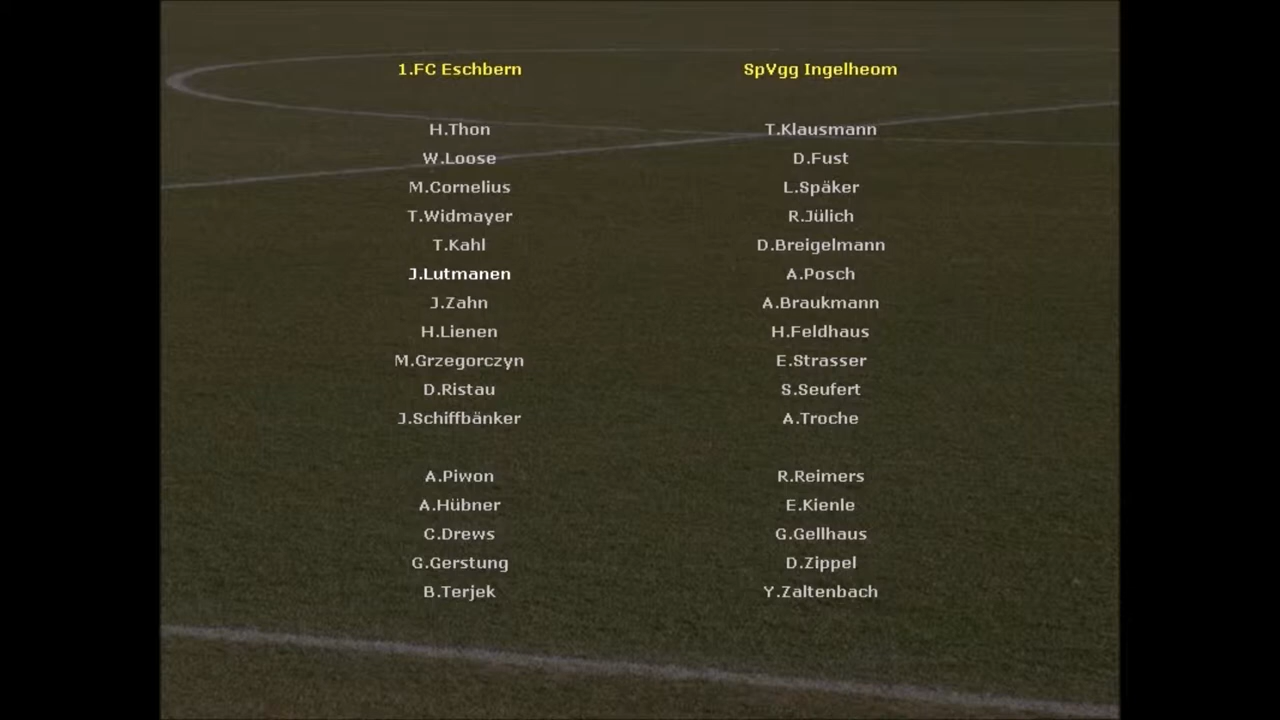 1.FC Eschbern
H.Thon
W.Loose
M.Cornelius
T.Widmayer
T.Kahl
J.Lutmanen
J.Zahn
H.Lienen
M.Grzegorczyn
D.Ristau
J.Schiffbänker
A.Piwon
A.Hübner
C.Drews
G.Gerstung
B.Terjek
SpVgg Ingelheom
T.Klausmann
D.Fust
L.Späker
R.Jülich
D.Breigelmann
A.Posch
A.Braukmann
H.Feldhaus
E.Strasser
S.Seufert
A.Troche
R.Reimers
E.Kienle
G.Gellhaus
D.Zippel
Y.Zaltenbach